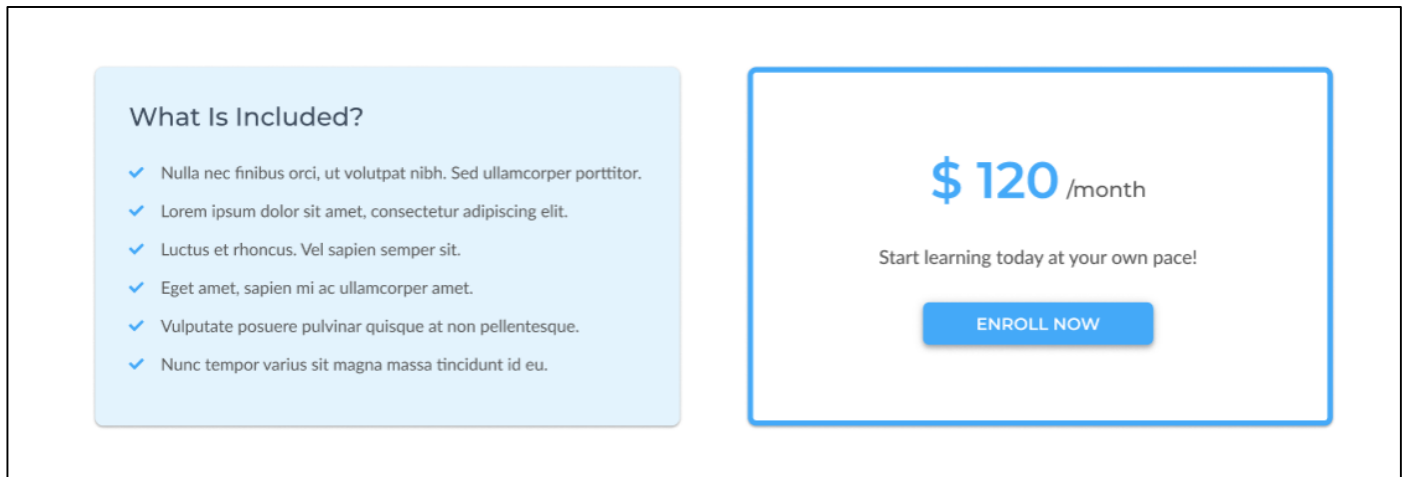 What Is Included?
Nulla nec finibus orci, ut volutpat nibh. Sed ullamcorper porttitor.
Lorem ipsum dolor sit amet, consectetur adipiscing elit.
Luctus et rhoncus. Vel sapien semper sit.
Eget amet, sapien mi ac ullamcorper amet.
Vulputate posuere pulvinar quisque at non pellentesque.
Nunc tempor varius sit magna massa tincidunt id eu.
$ 120 /month
Start learning today at your own pace!
ENROLL NOW